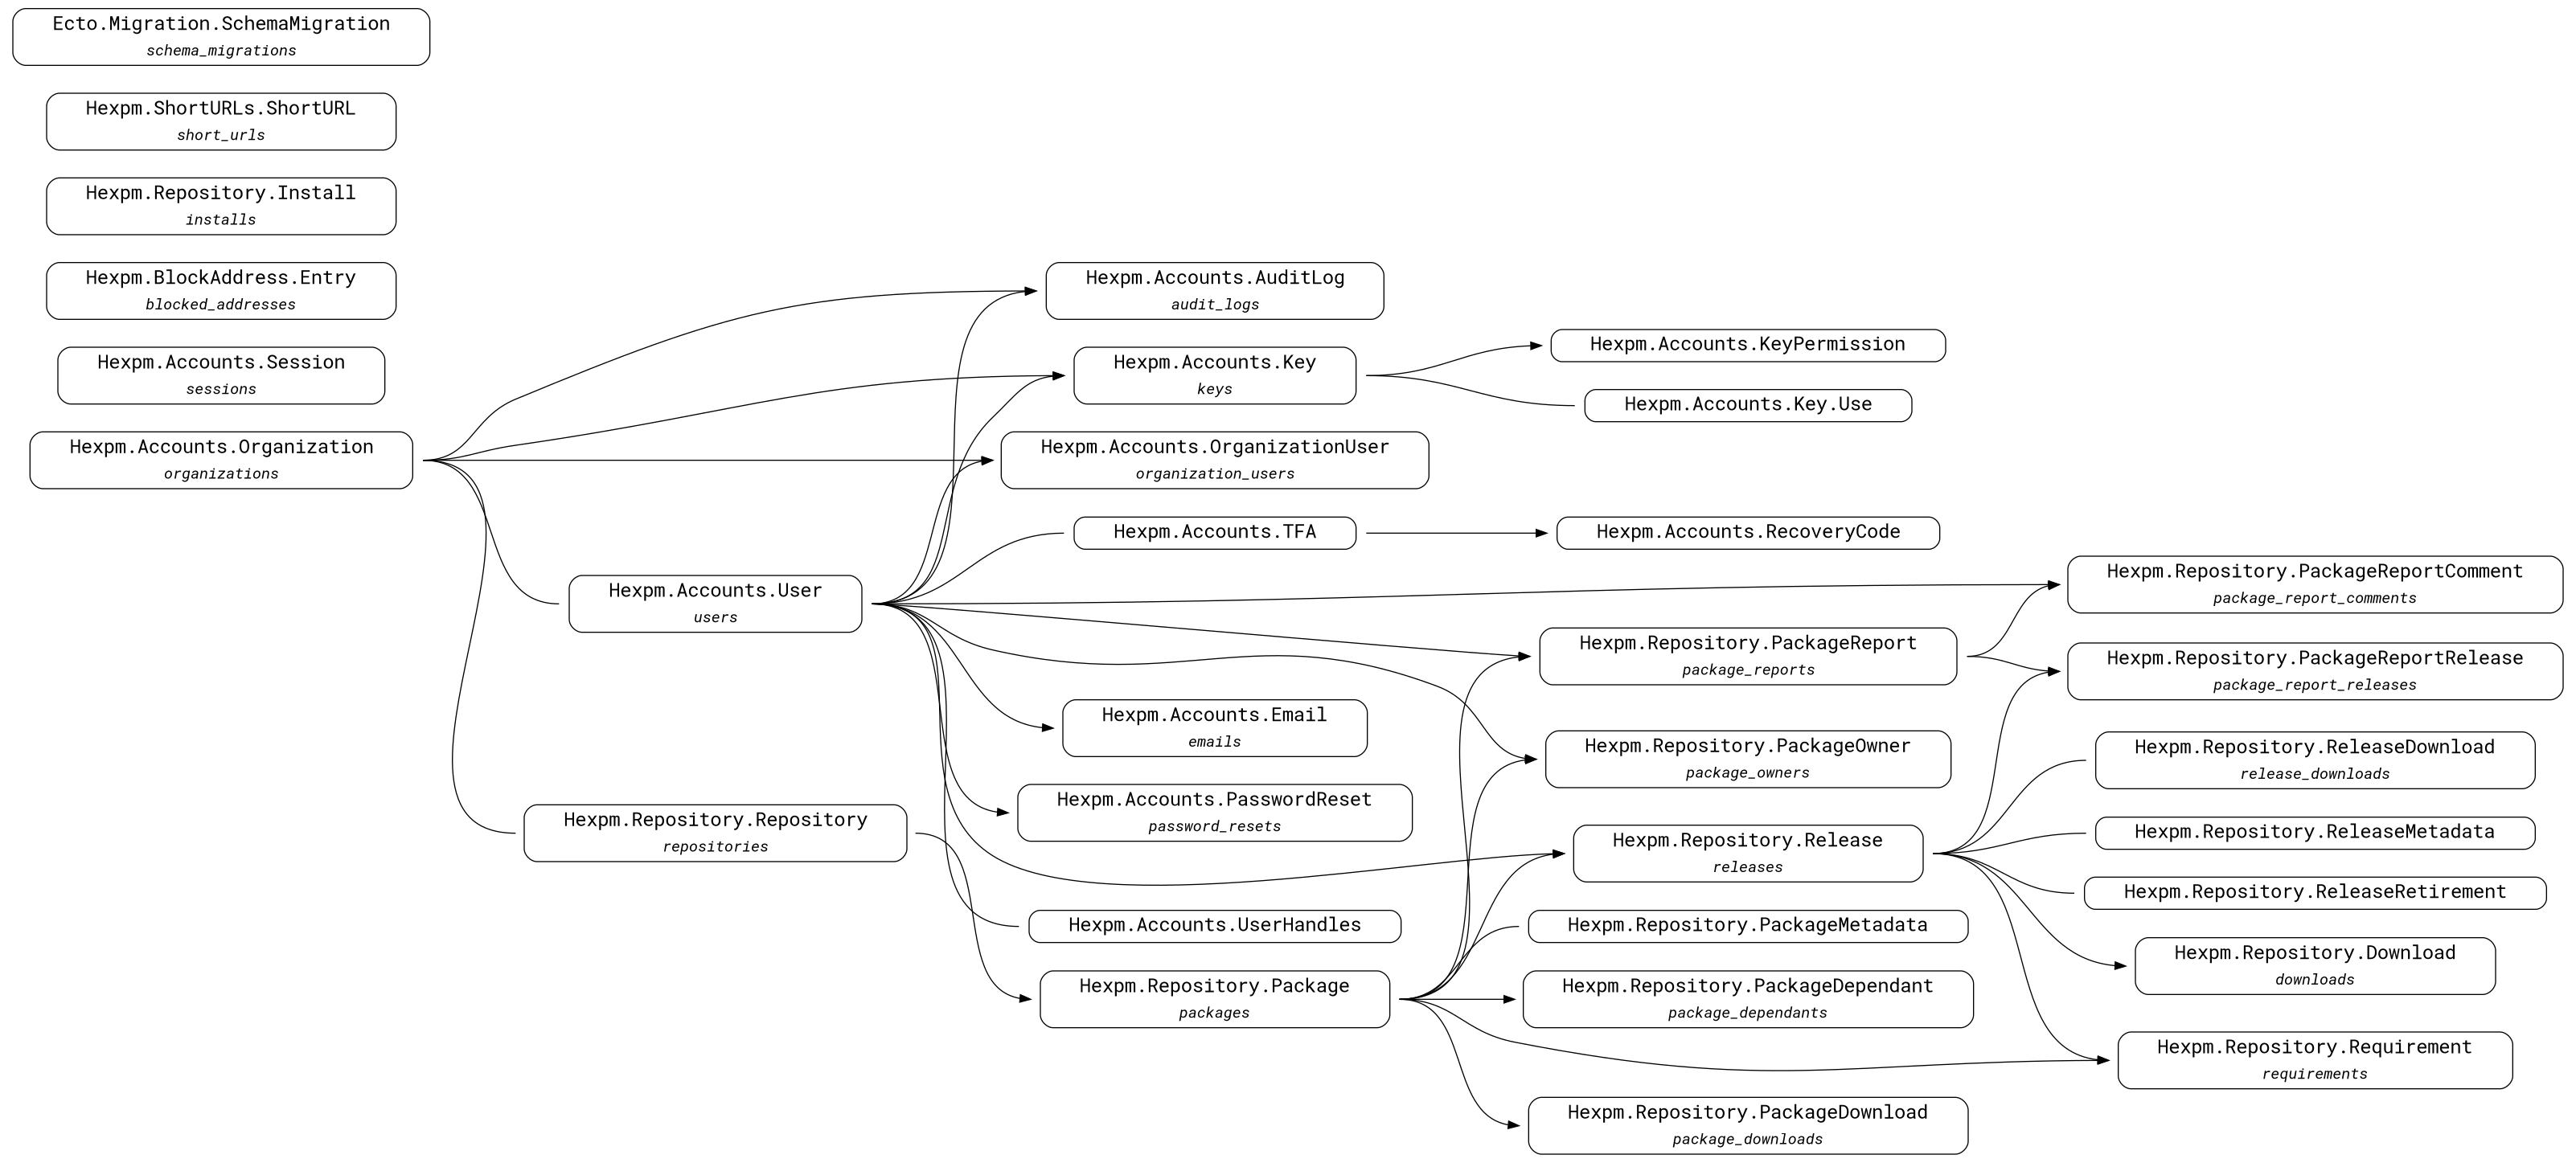 Ecto.Migration.SchemaMigration
schema_migrations
Hexpm.ShortURLs.ShortURL
short_urls
Hexpm.Repository.Install
installs
Hexpm.BlockAddress.Entry
blocked_addresses
Hexpm.Accounts.Session
sessions
Hexpm.Accounts.Organization
organizations
Hexpm.Accounts.User
users
Hexpm.Repository.Repository
repositories
Hexpm.Accounts.AuditLog
audit_logs
Hexpm.Accounts.Key
keys
Hexpm.Accounts.OrganizationUser
organization_users
Hexpm.Accounts.TFA
Hexpm.Accounts.Email
emails
Hexpm.Accounts.PasswordReset
password_resets
Hexpm.Accounts.UserHandles
Hexpm.Repository.Package
packages
Hexpm.Accounts.KeyPermission
Hexpm.Accounts.Key.Use
Hexpm.Accounts.RecoveryCode
Hexpm.Repository.PackageReport
package_reports
Hexpm.Repository.PackageOwner
package_owners
Hexpm.Repository.Release
releases
Hexpm.Repository.PackageMetadata
Hexpm.Repository.PackageDependant
package_dependants
Hexpm.Repository.PackageDownload
package_downloads
Hexpm.Repository.PackageReportComment
package_report_comments
Hexpm.Repository.PackageReportRelease
package_report_releases
Hexpm.Repository.ReleaseDownload
release_downloads
Hexpm.Repository.ReleaseMetadata
Hexpm.Repository.ReleaseRetirement
Hexpm.Repository.Download
downloads
Hexpm.Repository.Requirement
requirements